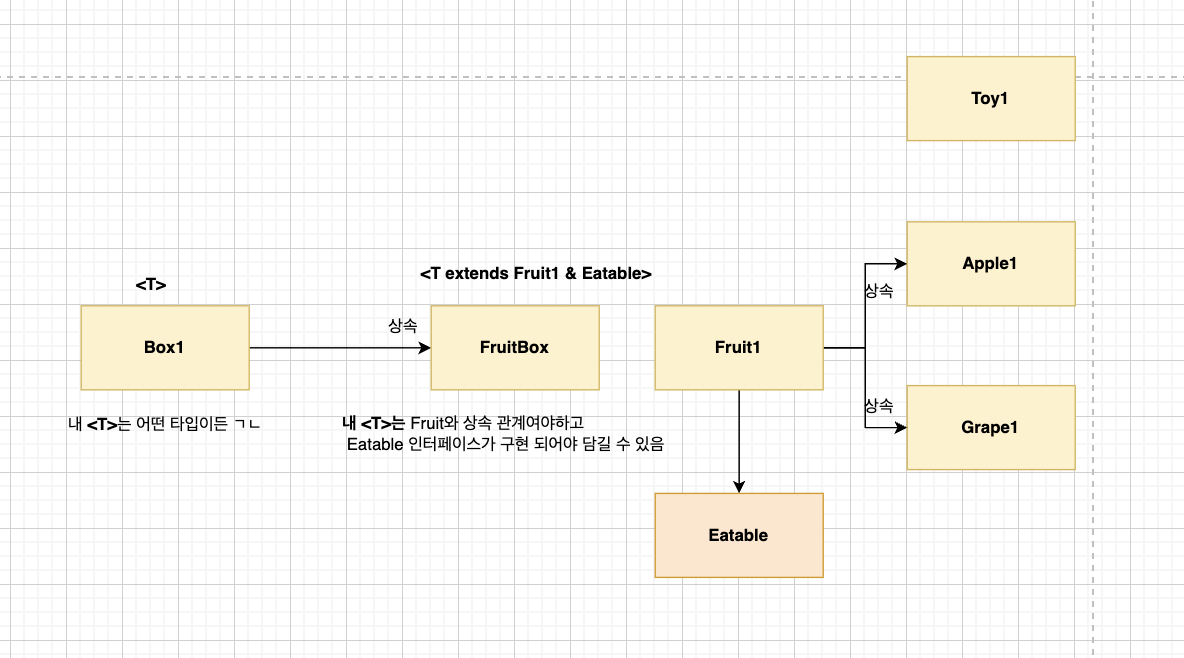 Toy1
Apple1
<T extends Fruit1 & Eatable>
<T>
상속
상속
Box1
FruitBox
Fruit1
상속
내 <T>는 어떤 타입이든 ㄱㄴ
내 <T>는 Fruit와 상속 관계여야하고
Eatable 인터페이스가 구현 되어야 담길 수 있음
Grape1
Eatable